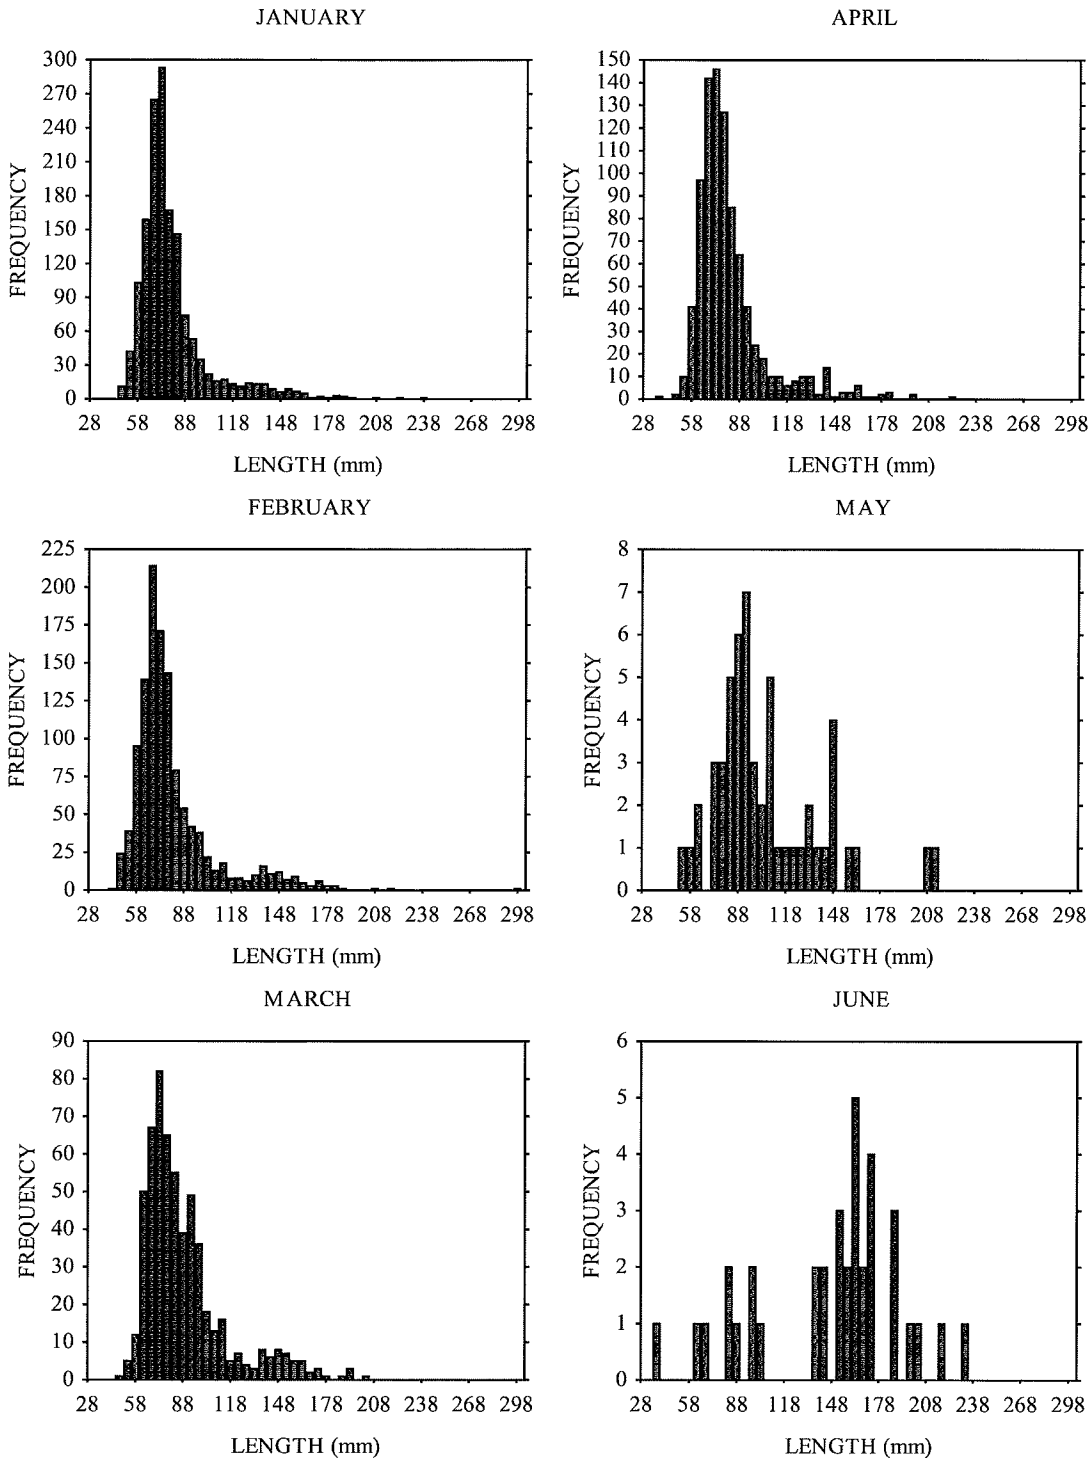 JANUARY
300
270
240
210
180
150
120
90
60
30
0
FREQUENCY
28 58 88 118 148 178 208 238 268 298
LENGTH (mm)
APRIL
150
140
130
120
110
100
90
80
70
60
50
40
30
20
10
0
FREQUENCY
28 58 88 118 148 178 208 238 268 298
LENGTH (mm)
FEBRUARY
225
200
175
150
125
100
75
50
25
0
FREQUENCY
28 58 88 118 148 178 208 238 268 298
LENGTH (mm)
MAY
8
7
6
5
4
3
2
1
0
FREQUENCY
28 58 88 118 148 178 208 238 268 298
LENGTH (mm)
MARCH
90
80
70
60
50
40
30
20
10
0
FREQUENCY
28 58 88 118 148 178 208 238 268 298
LENGTH (mm)
JUNE
6
5
4
3
2
1
0
FREQUENCY
28 58 88 118 148 178 208 238 268 298
LENGTH (mm)